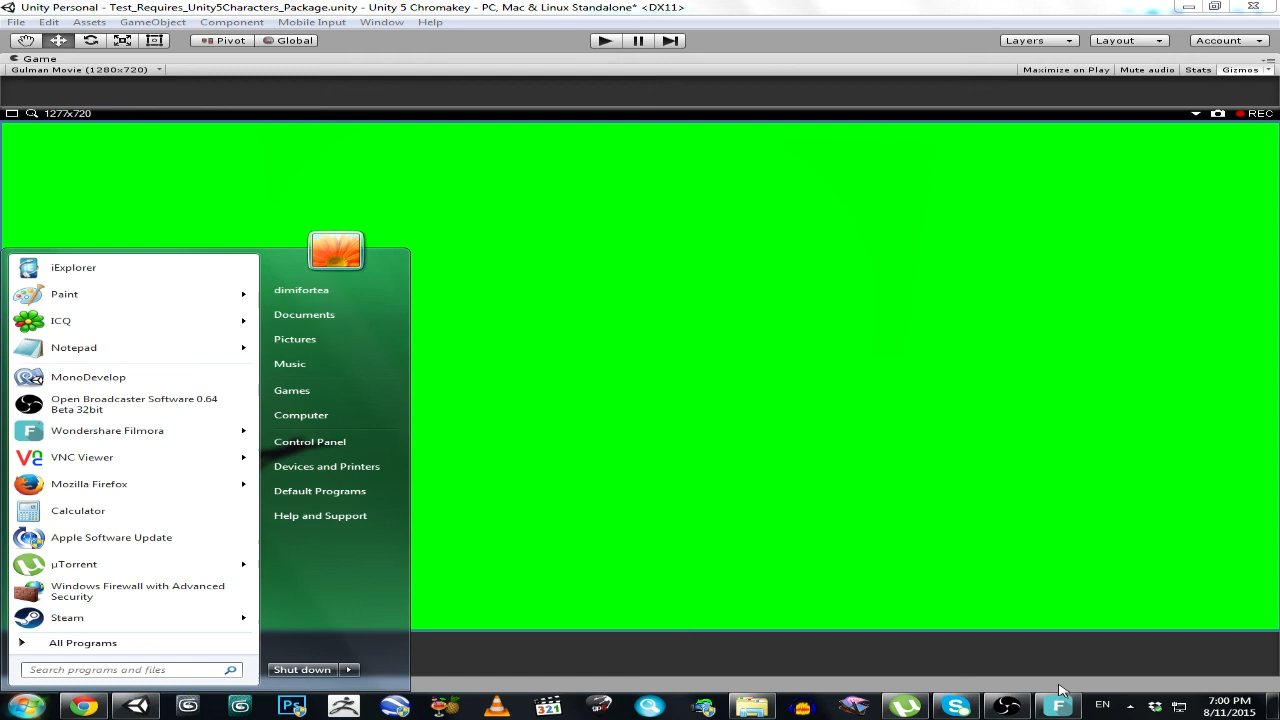 Unity Personal - Test_Requires_Unity5Characters_Package.unity - Unity 5 Chromakey - PC, Mac & Linux Standalone* <DX11>
File Edit Assets GameObject Component Mobile Input Window Help
Pivot Global Layers Layout Account
Game
Gulman Movie (1280x720) Maximize on Play Mute audio Stats Gizmos
1277x720 REC
iExplorer
Paint
ICQ
Notepad
MonoDevelop
Open Broadcaster Software 0.64
Beta 32bit
Wondershare Filmora
VNC Viewer
Mozilla Firefox
Calculator
Apple Software Update
µTorrent
Windows Firewall with Advanced
Security
Steam
All Programs
Search programs and files
dimifortea
Documents
Pictures
Music
Games
Computer
Control Panel
Devices and Printers
Default Programs
Help and Support
Shut down
321
EN
7:00 PM
8/11/2015